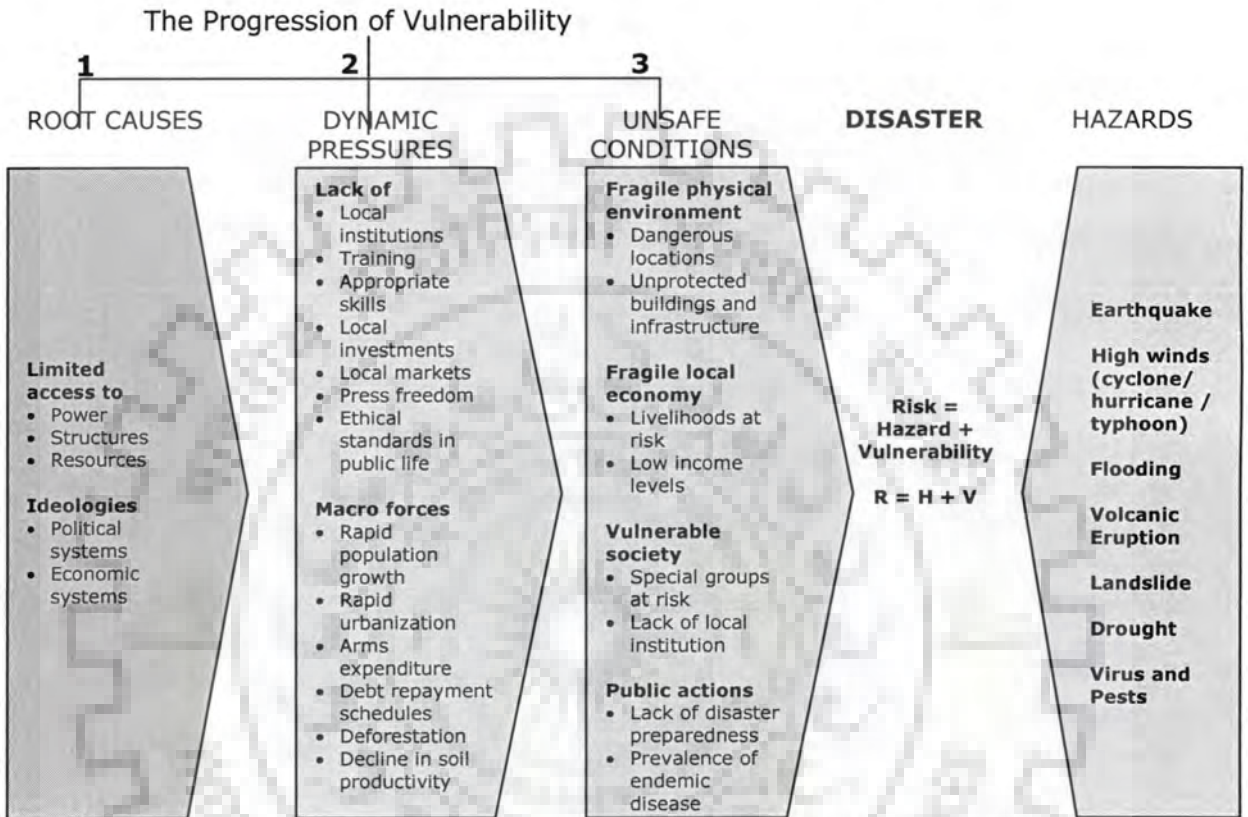 The Progression of Vulnerability
1
2
3
ROOT CAUSES
DYNAMIC
PRESSURES
UNSAFE
CONDITIONS
DISASTER
HAZARDS
Limited
access to
• Power
• Structures
• Resources
Ideologies
• Political
systems
• Economic
systems
Lack of
• Local
institutions
• Training
• Appropriate
skills
• Local
investments
• Local markets
• Press freedom
• Ethical
standards in
public life
Macro forces
• Rapid
population
growth
• Rapid
urbanization
• Arms
expenditure
• Debt repayment
schedules
• Deforestation
• Decline in soil
productivity
Fragile physical
environment
• Dangerous
locations
• Unprotected
buildings and
infrastructure
Fragile local
economy
• Livelihoods at
risk
• Low income
levels
Vulnerable
society
• Special groups
at risk
• Lack of local
institution
Public actions
• Lack of disaster
preparedness
• Prevalence of
endemic
disease
Risk =
Hazard +
Vulnerability
R = H + V
Earthquake
High winds
(cyclone/
hurricane /
typhoon)
Flooding
Volcanic
Eruption
Landslide
Drought
Virus and
Pests